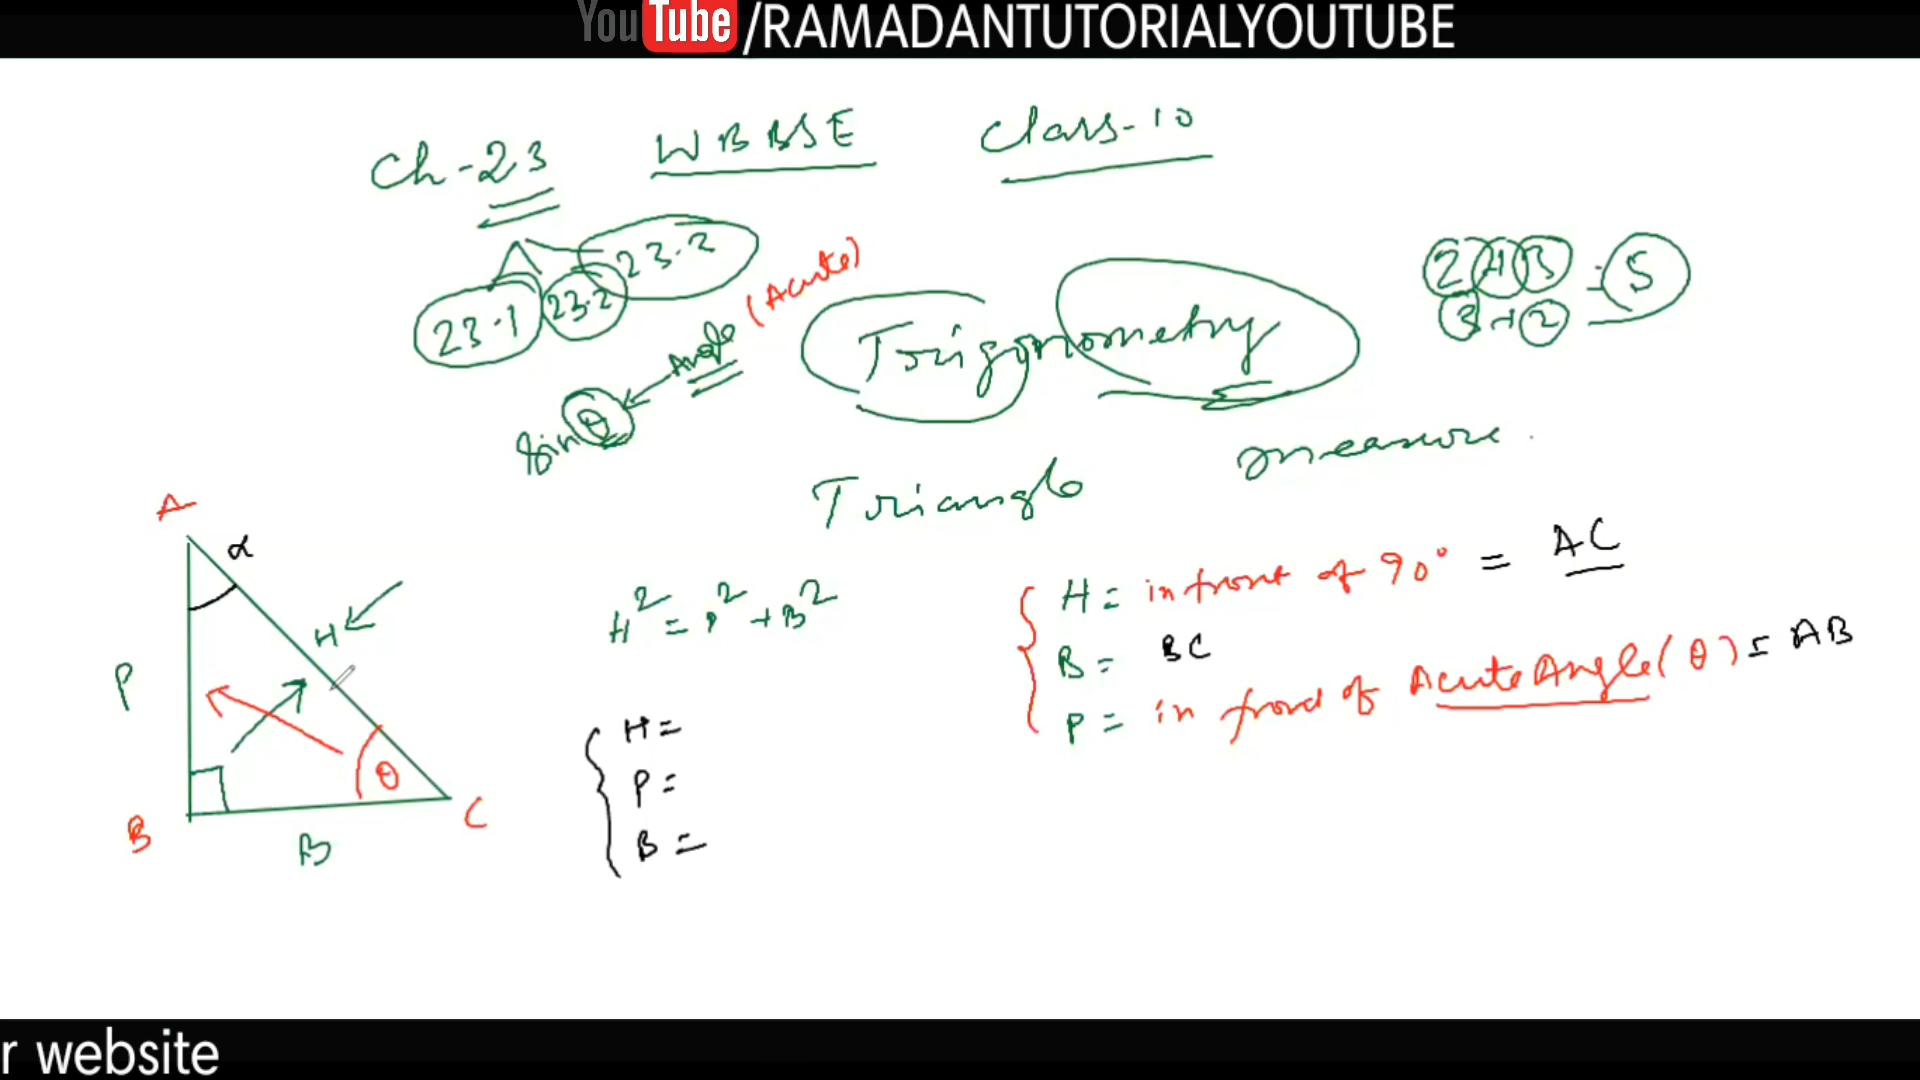 YouTube /RAMADANTUTORIALYOUTUBE
Ch-23 WBBSE Class-10
23.1 23.2 23.2
2+3 = 5
3+2
(Acute)
Angle
sinθ
Trigonometry
Triangle measure.
A
α
H
P
θ
B
C
B
H²=P²+B²
H=
P=
B=
H= in front of 90° = AC
B= BC
P= in front of Acute Angle(θ)= AB
r website